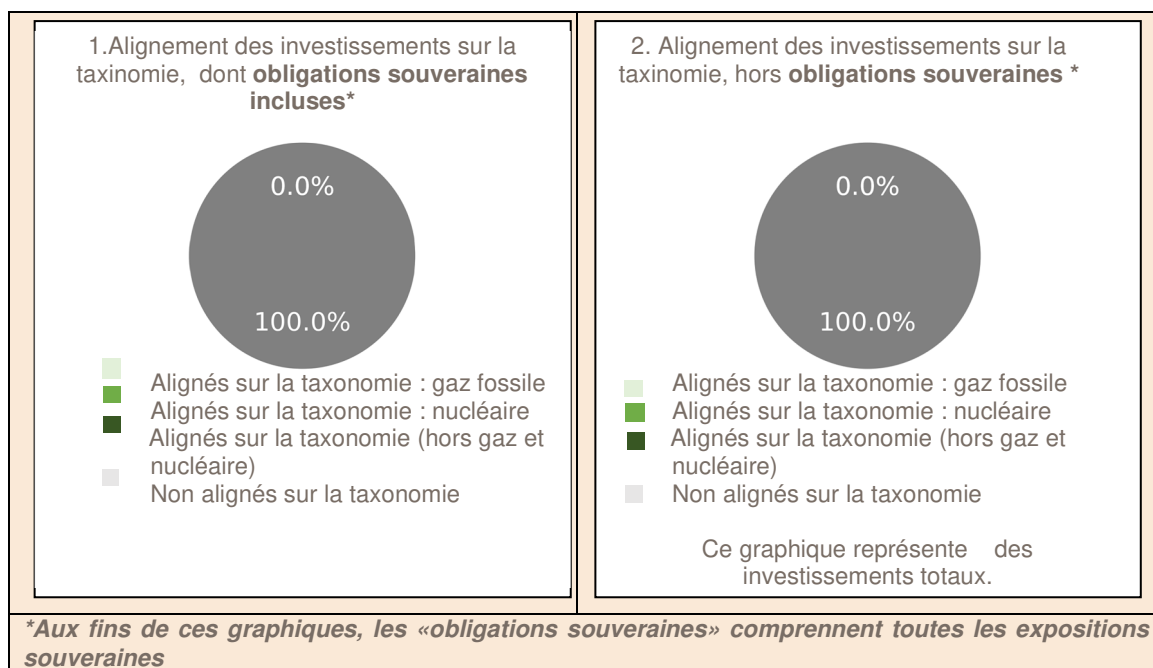 1.Alignement des investissements sur la
taxinomie, dont obligations souveraines
incluses*
0.0%
100.0%
Alignés sur la taxonomie : gaz fossile
Alignés sur la taxonomie : nucléaire
Alignés sur la taxonomie (hors gaz et
nucléaire)
Non alignés sur la taxonomie
2. Alignement des investissements sur la
taxinomie, hors obligations souveraines *
0.0%
100.0%
Alignés sur la taxonomie : gaz fossile
Alignés sur la taxonomie : nucléaire
Alignés sur la taxonomie (hors gaz et
nucléaire)
Non alignés sur la taxonomie
Ce graphique représente des
investissements totaux.
*Aux fins de ces graphiques, les «obligations souveraines» comprennent toutes les expositions
souveraines